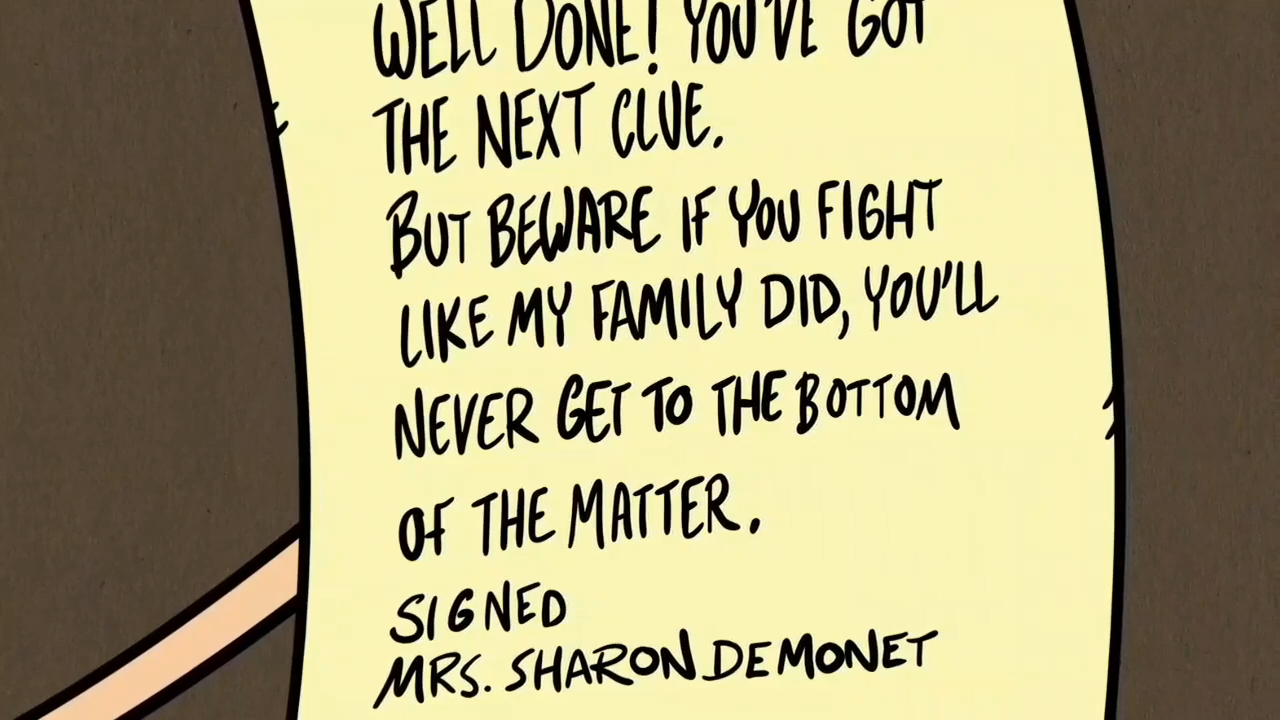 WELL DONE! YOU'VE GOT
THE NEXT CLUE.
BUT BEWARE IF YOU FIGHT
LIKE MY FAMILY DID, YOU'LL
NEVER GET TO THE BOTTOM
OF THE MATTER.
SIGNED
MRS. SHARON DEMONET